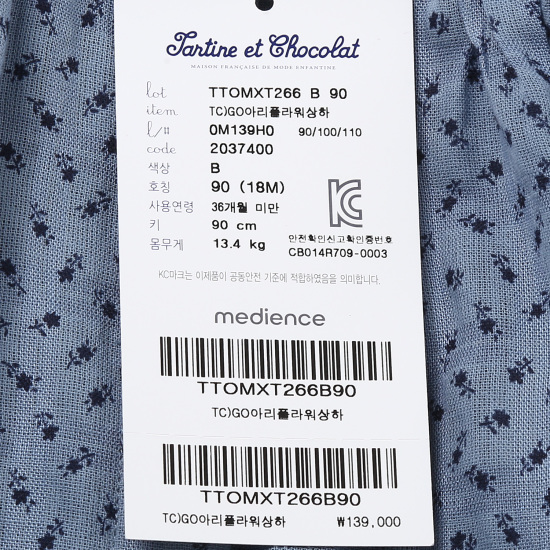 Tartine et Chocolat
MAISON FRANÇAISE DE MODE ENFANTINE
lot TTOMXT266 B 90
item TC)GO아리플라워상하
l/# 0M139H0 90/100/110
code 2037400
색상 B
호칭 90 (18M)
사용연령 36개월 미만
키 90 cm
몸무게 13.4 kg
안전확인신고확인증번호
CB014R709-0003
KC마크는 이제품이 공통안전 기준에 적합하였음을 의미합니다.
medience
TTOMXT266B90
TC)GO아리플라워상하
TTOMXT266B90
TC)GO아리플라워상하 ₩139,000